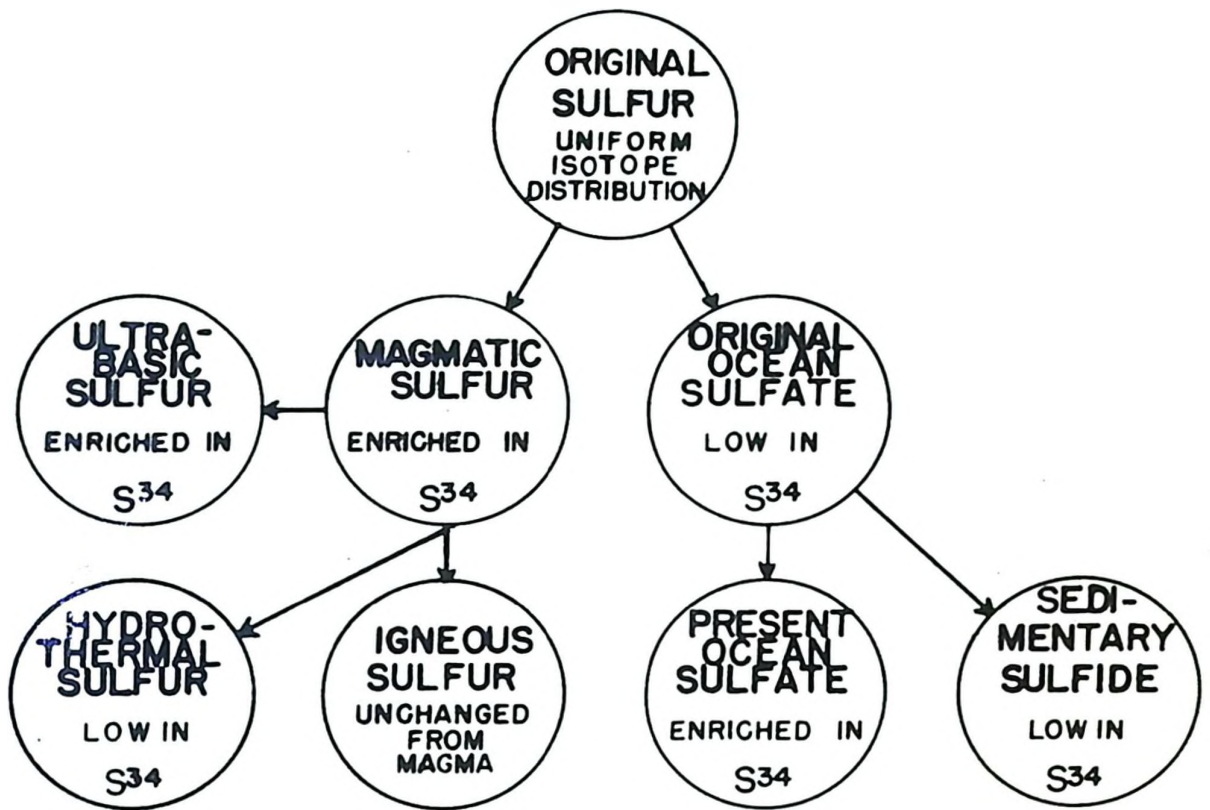 ORIGINAL
SULFUR
UNIFORM
ISOTOPE
DISTRIBUTION
ULTRA-
BASIC
SULFUR
ENRICHED IN
S³⁴
MAGMATIC
SULFUR
ENRICHED IN
S³⁴
ORIGINAL
OCEAN
SULFATE
LOW IN
S³⁴
HYDRO-
THERMAL
SULFUR
LOW IN
S³⁴
IGNEOUS
SULFUR
UNCHANGED
FROM
MAGMA
PRESENT
OCEAN
SULFATE
ENRICHED IN
S³⁴
SEDI-
MENTARY
SULFIDE
LOW IN
S³⁴